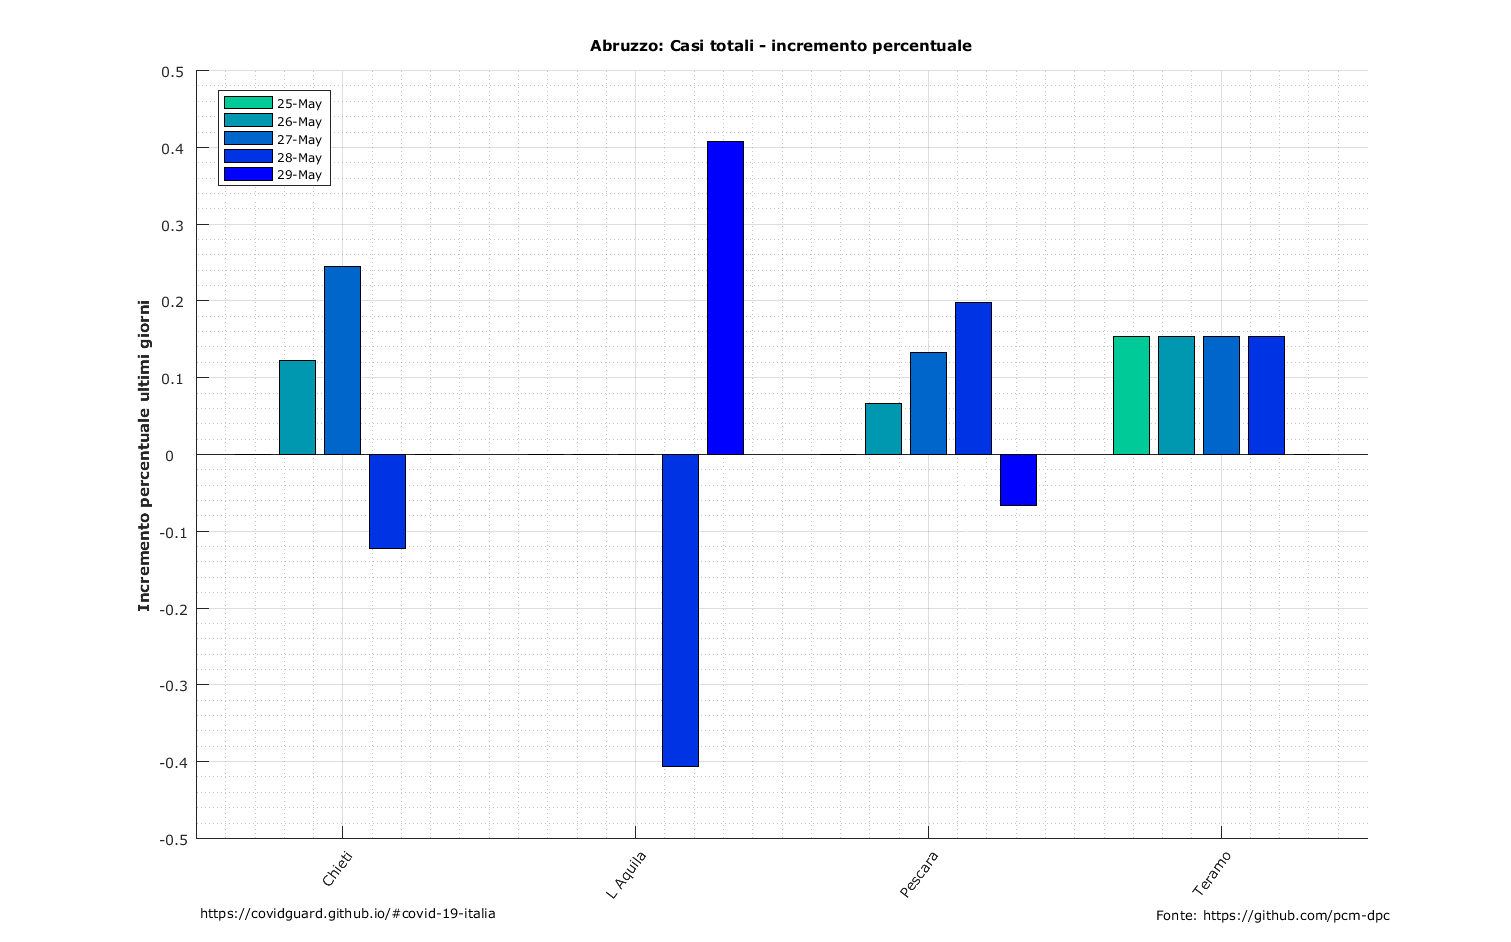 Abruzzo: Casi totali - incremento percentuale
25-May
26-May
27-May
28-May
29-May
Incremento percentuale ultimi giorni
0.5
0.4
0.3
0.2
0.1
0
-0.1
-0.2
-0.3
-0.4
-0.5
Chieti
L Aquila
Pescara
Teramo
https://covidguard.github.io/#covid-19-italia
Fonte: https://github.com/pcm-dpc